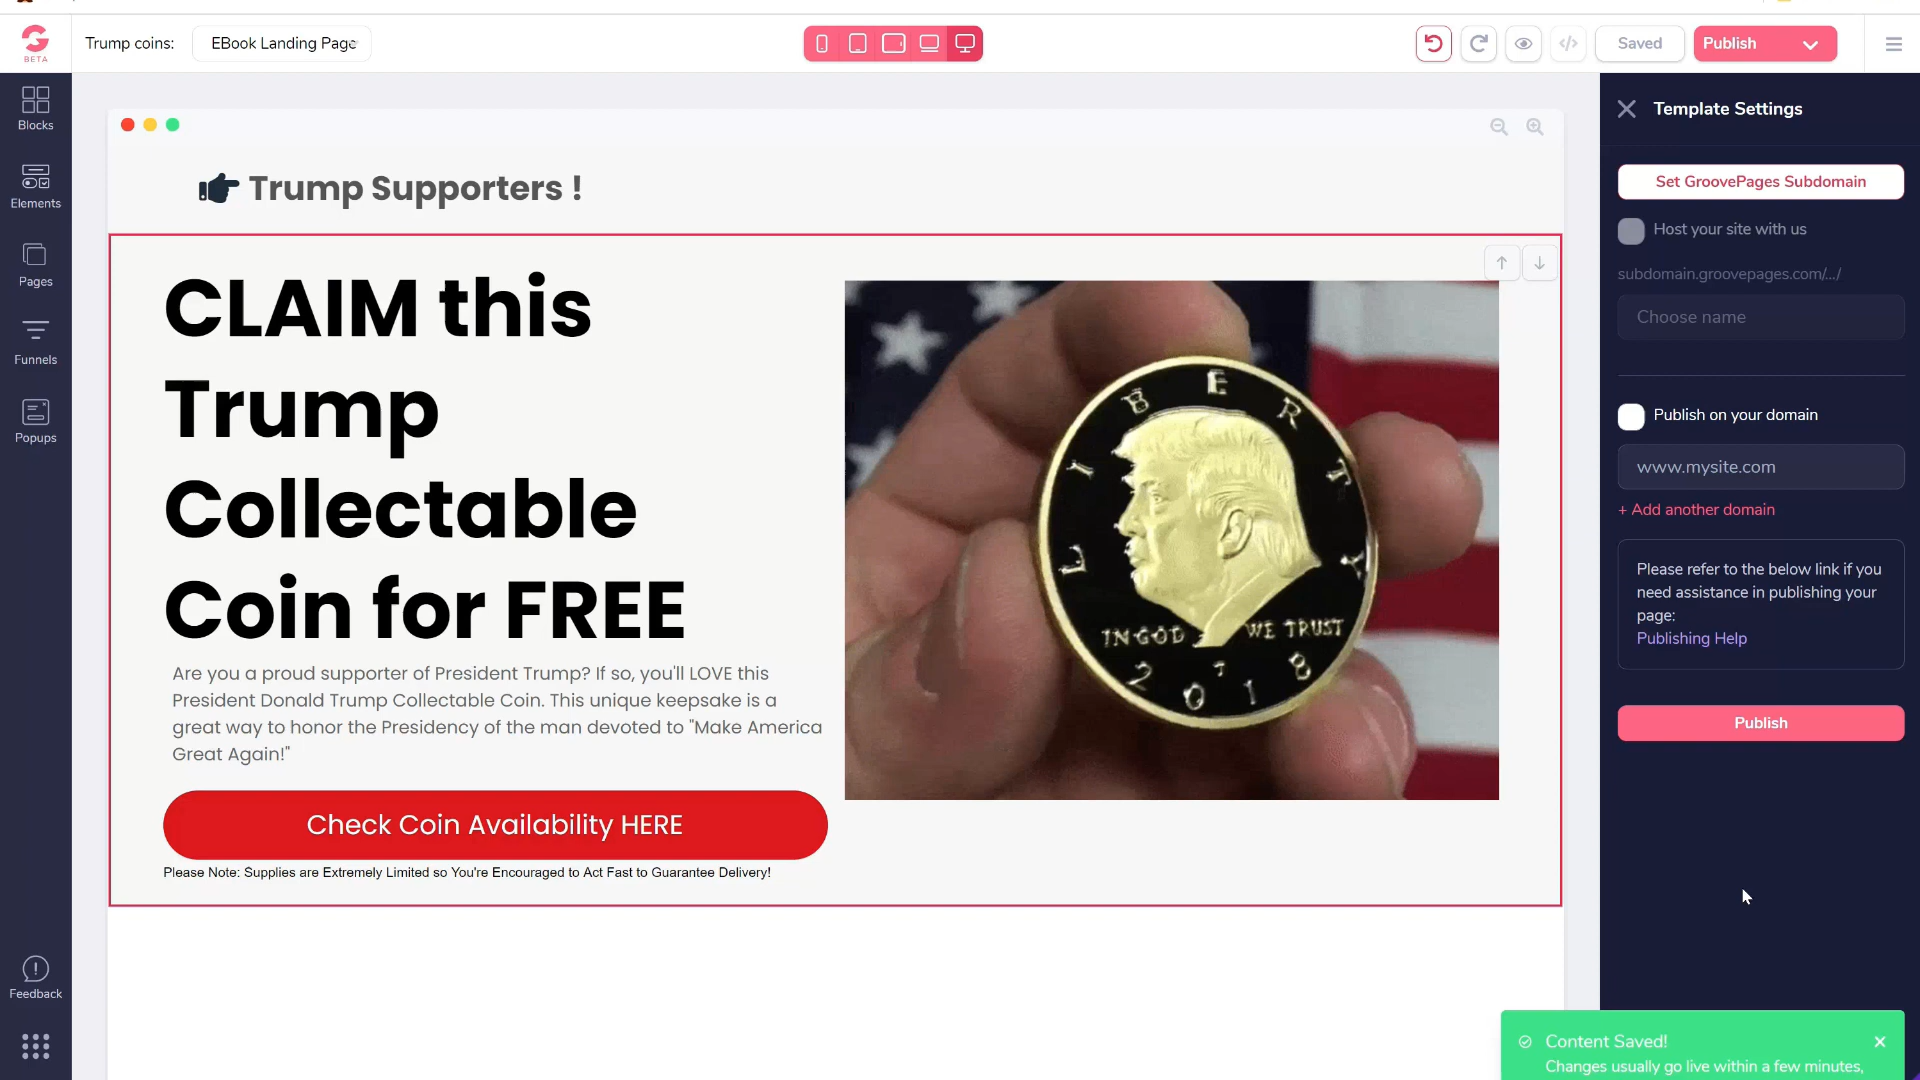 BETA
Trump coins:
EBook Landing Page
Saved
Publish
Blocks
Elements
Pages
Funnels
Popups
Feedback
Trump Supporters !
CLAIM this
Trump
Collectable
Coin for FREE
Are you a proud supporter of President Trump? If so, you'll LOVE this
President Donald Trump Collectable Coin. This unique keepsake is a
great way to honor the Presidency of the man devoted to "Make America
Great Again!"
Check Coin Availability HERE
Please Note: Supplies are Extremely Limited so You're Encouraged to Act Fast to Guarantee Delivery!
LIBERTY
IN GOD WE TRUST
2018
Template Settings
Set GroovePages Subdomain
Host your site with us
subdomain.groovepages.com/.../
Choose name
Publish on your domain
www.mysite.com
+ Add another domain
Please refer to the below link if you
need assistance in publishing your
page:
Publishing Help
Publish
Content Saved!
Changes usually go live within a few minutes,